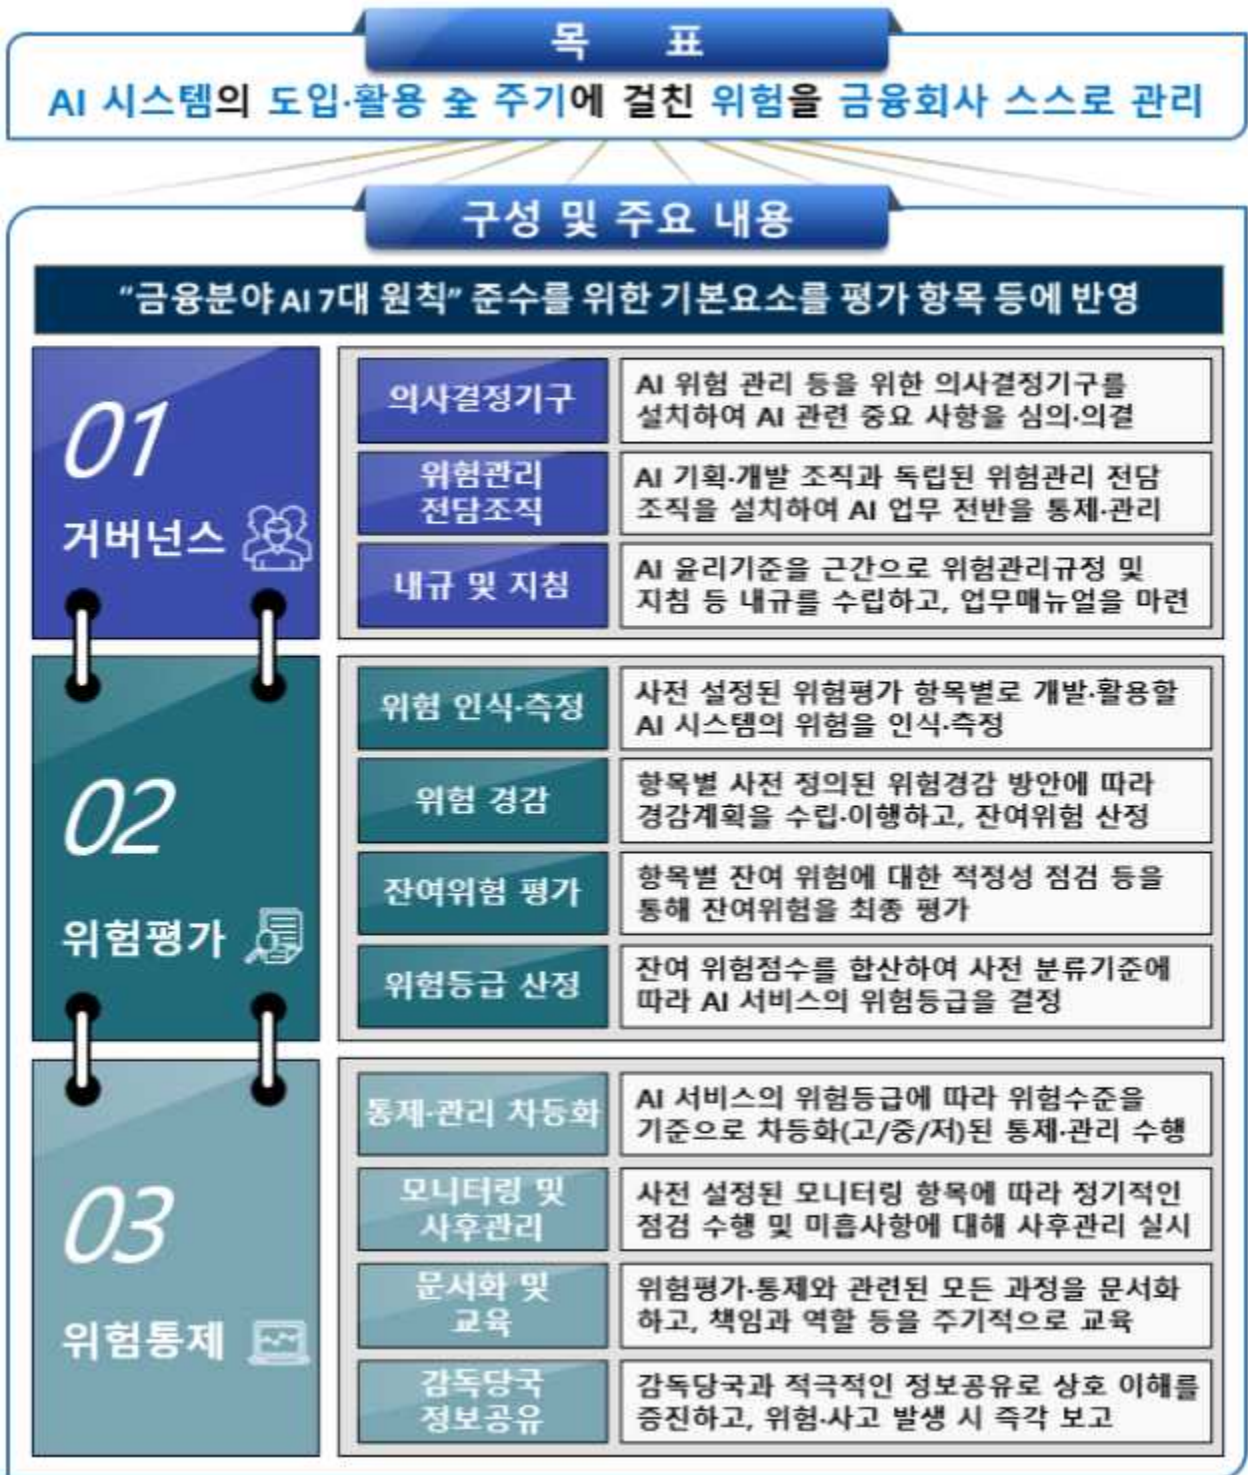 목 표
AI 시스템의 도입·활용 全 주기에 걸친 위험을 금융회사 스스로 관리
구성 및 주요 내용
“금융분야 AI 7대 원칙” 준수를 위한 기본요소를 평가 항목 등에 반영
01
거버넌스
의사결정기구
AI 위험 관리 등을 위한 의사결정기구를
설치하여 AI 관련 중요 사항을 심의·의결
위험관리
전담조직
AI 기획·개발 조직과 독립된 위험관리 전담
조직을 설치하여 AI 업무 전반을 통제·관리
내규 및 지침
AI 윤리기준을 근간으로 위험관리규정 및
지침 등 내규를 수립하고, 업무매뉴얼을 마련
02
위험평가
위험 인식·측정
사전 설정된 위험평가 항목별로 개발·활용할
AI 시스템의 위험을 인식·측정
위험 경감
항목별 사전 정의된 위험경감 방안에 따라
경감계획을 수립·이행하고, 잔여위험 산정
잔여위험 평가
항목별 잔여 위험에 대한 적정성 점검 등을
통해 잔여위험을 최종 평가
위험등급 산정
잔여 위험점수를 합산하여 사전 분류기준에
따라 AI 서비스의 위험등급을 결정
03
위험통제
통제·관리 차등화
AI 서비스의 위험등급에 따라 위험수준을
기준으로 차등화(고/중/저)된 통제·관리 수행
모니터링 및
사후관리
사전 설정된 모니터링 항목에 따라 정기적인
점검 수행 및 미흡사항에 대해 사후관리 실시
문서화 및
교육
위험평가·통제와 관련된 모든 과정을 문서화
하고, 책임과 역할 등을 주기적으로 교육
감독당국
정보공유
감독당국과 적극적인 정보공유로 상호 이해를
증진하고, 위험·사고 발생 시 즉각 보고